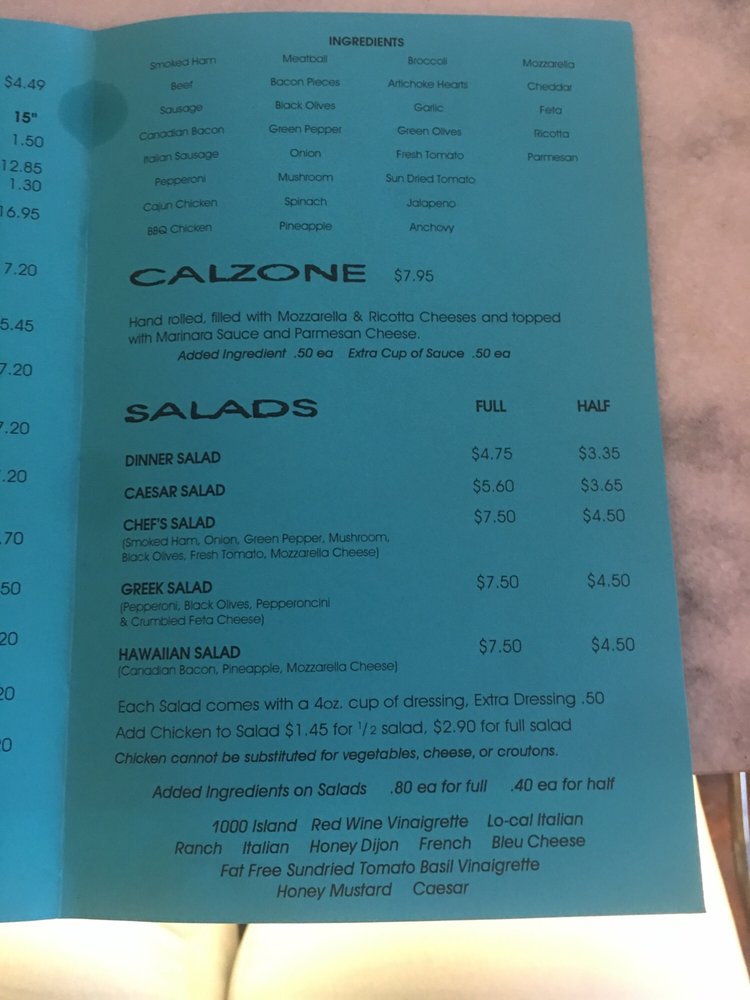 $4.49
15"
1.50
12.85
1.30
16.95
7.20
5.45
7.20
7.20
.20
.70
50
20
20
0
INGREDIENTS
Smoked Ham Meatball Broccoli Mozzarella
Beef Bacon Pieces Artichoke Hearts Cheddar
Sausage Black Olives Garlic Feta
Canadian Bacon Green Pepper Green Olives Ricotta
Italian Sausage Onion Fresh Tomato Parmesan
Pepperoni Mushroom Sun Dried Tomato
Cajun Chicken Spinach Jalapeno
BBQ Chicken Pineapple Anchovy
CALZONE $7.95
Hand rolled, filled with Mozzarella & Ricotta Cheeses and topped
with Marinara Sauce and Parmesan Cheese.
Added Ingredient .50 ea Extra Cup of Sauce .50 ea
SALADS FULL HALF
DINNER SALAD $4.75 $3.35
CAESAR SALAD $5.60 $3.65
CHEF'S SALAD $7.50 $4.50
(Smoked Ham, Onion, Green Pepper, Mushroom,
Black Olives, Fresh Tomato, Mozzarella Cheese)
GREEK SALAD $7.50 $4.50
(Pepperoni, Black Olives, Pepperoncini
& Crumbled Feta Cheese)
HAWAIIAN SALAD $7.50 $4.50
(Canadian Bacon, Pineapple, Mozzarella Cheese)
Each Salad comes with a 4oz. cup of dressing, Extra Dressing .50
Add Chicken to Salad $1.45 for 1/2 salad, $2.90 for full salad
Chicken cannot be substituted for vegetables, cheese, or croutons.
Added Ingredients on Salads .80 ea for full .40 ea for half
1000 Island Red Wine Vinaigrette Lo-cal Italian
Ranch Italian Honey Dijon French Bleu Cheese
Fat Free Sundried Tomato Basil Vinaigrette
Honey Mustard Caesar